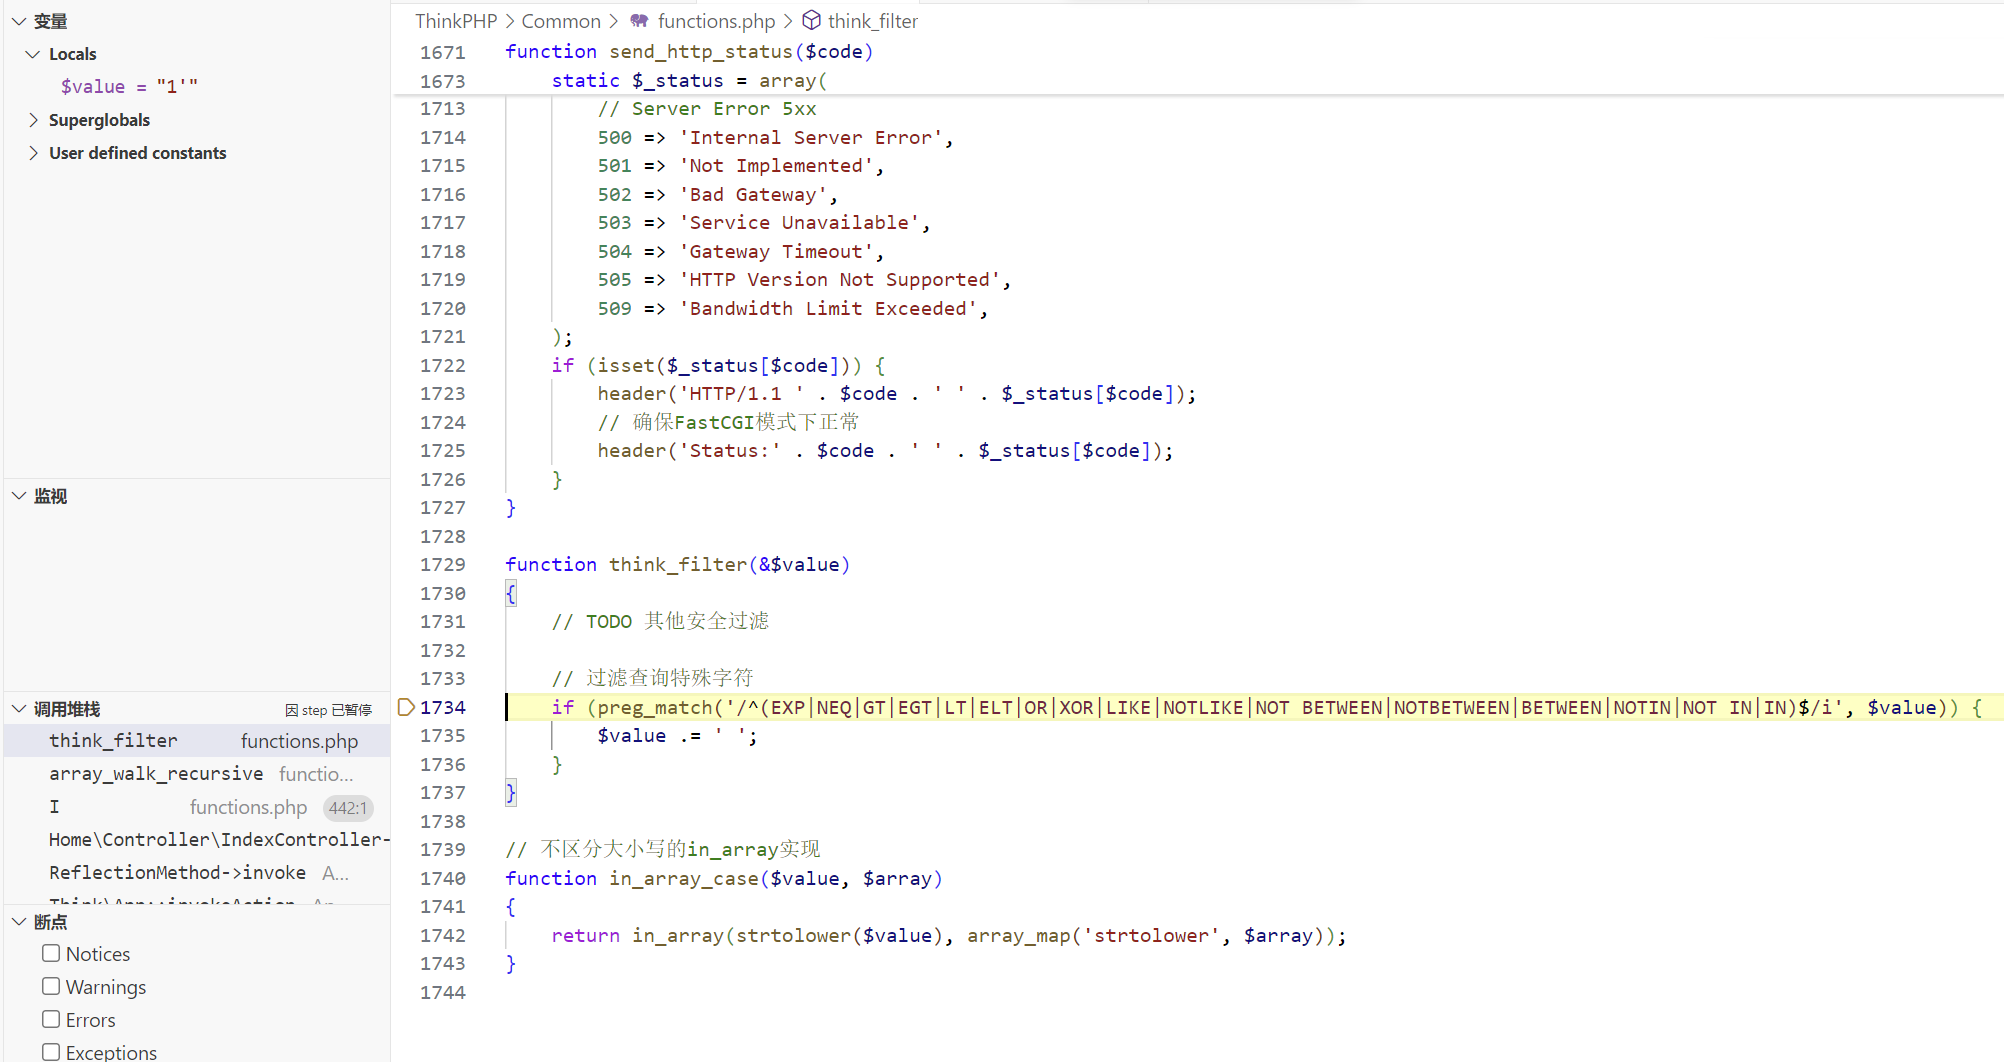 变量
Locals
$value = "1'"
Superglobals
User defined constants
监视
调用堆栈 因 step 已暂停
think_filter functions.php
array_walk_recursive functio...
I functions.php 442:1
Home\Controller\IndexController-
ReflectionMethod->invoke A...
断点
Notices
Warnings
Errors
Exceptions
ThinkPHP > Common > functions.php > think_filter
1671 function send_http_status($code)
1673 static $_status = array(
1713 // Server Error 5xx
1714 500 => 'Internal Server Error',
1715 501 => 'Not Implemented',
1716 502 => 'Bad Gateway',
1717 503 => 'Service Unavailable',
1718 504 => 'Gateway Timeout',
1719 505 => 'HTTP Version Not Supported',
1720 509 => 'Bandwidth Limit Exceeded',
1721 );
1722 if (isset($_status[$code])) {
1723 header('HTTP/1.1 ' . $code . ' ' . $_status[$code]);
1724 // 确保FastCGI模式下正常
1725 header('Status:' . $code . ' ' . $_status[$code]);
1726 }
1727 }
1728
1729 function think_filter(&$value)
1730 {
1731 // TODO 其他安全过滤
1732
1733 // 过滤查询特殊字符
1734 if (preg_match('/^(EXP|NEQ|GT|EGT|LT|ELT|OR|XOR|LIKE|NOTLIKE|NOT BETWEEN|NOTBETWEEN|BETWEEN|NOTIN|NOT IN|IN)$/i', $value)) {
1735 $value .= ' ';
1736 }
1737 }
1738
1739 // 不区分大小写的in_array实现
1740 function in_array_case($value, $array)
1741 {
1742 return in_array(strtolower($value), array_map('strtolower', $array));
1743 }
1744